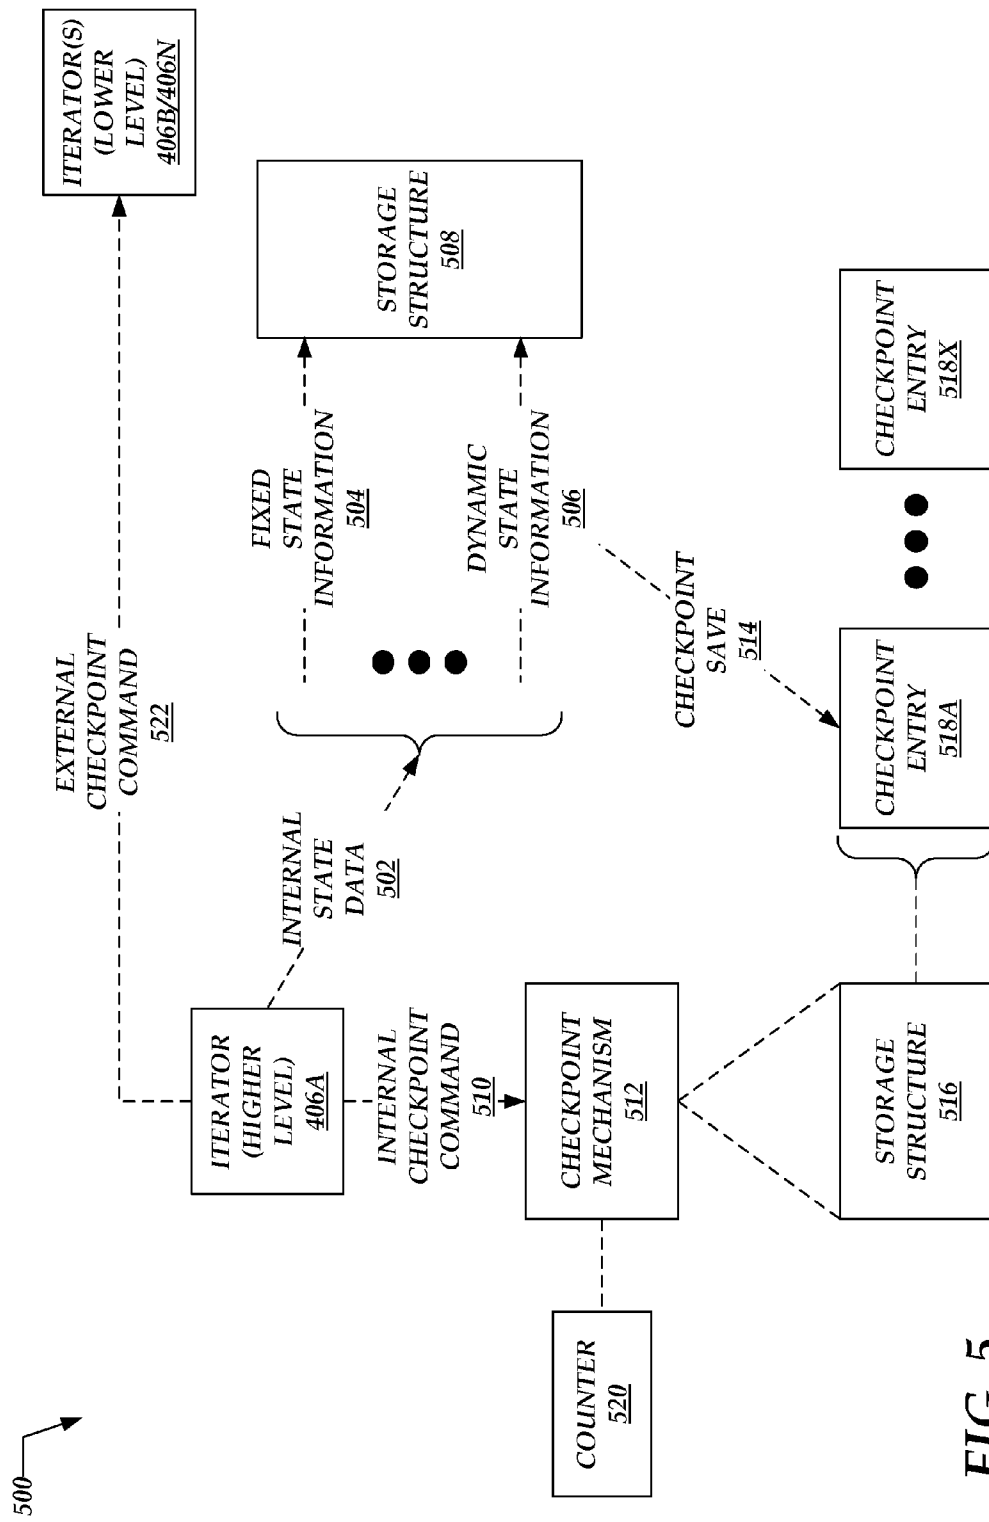 500
EXTERNAL
CHECKPOINT
COMMAND
522
ITERATOR(S)
(LOWER
LEVEL)
406B/406N
ITERATOR
(HIGHER
LEVEL)
406A
INTERNAL
STATE
DATA
502
FIXED
STATE
INFORMATION
504
DYNAMIC
STATE
INFORMATION
506
STORAGE
STRUCTURE
508
INTERNAL
CHECKPOINT
COMMAND
510
COUNTER
520
CHECKPOINT
MECHANISM
512
CHECKPOINT
SAVE
514
STORAGE
STRUCTURE
516
CHECKPOINT
ENTRY
518A
CHECKPOINT
ENTRY
518X
FIG. 5